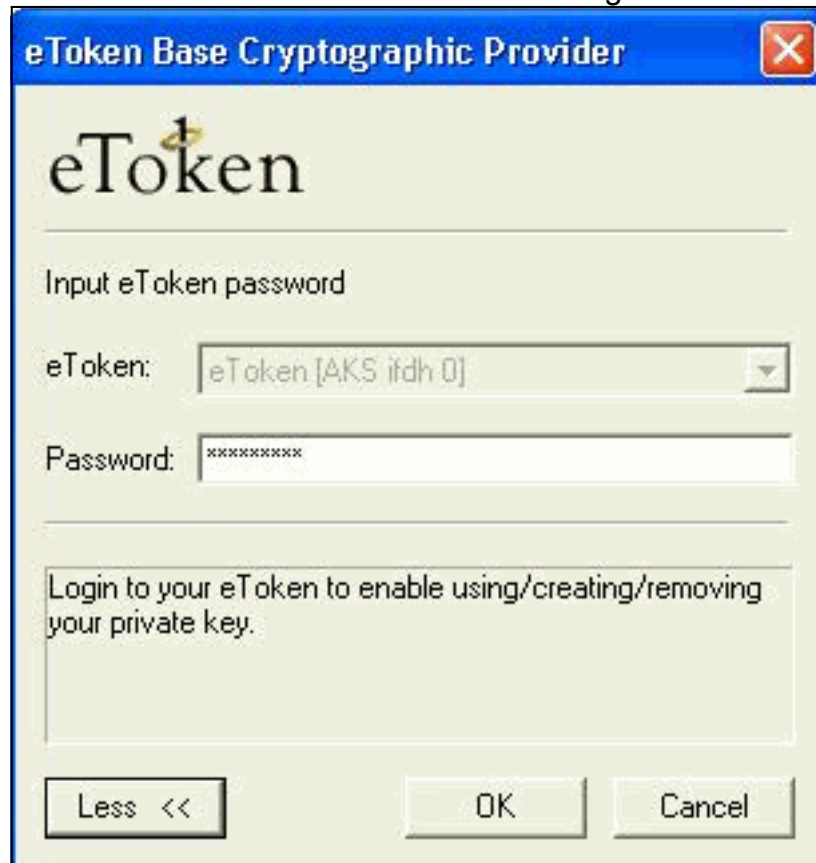 eToken Base Cryptographic Provider
eToken
Input eToken password
eToken: eToken [AKS ifdh 0]
Password: *********
Login to your eToken to enable using/creating/removing
your private key.
Less << OK Cancel